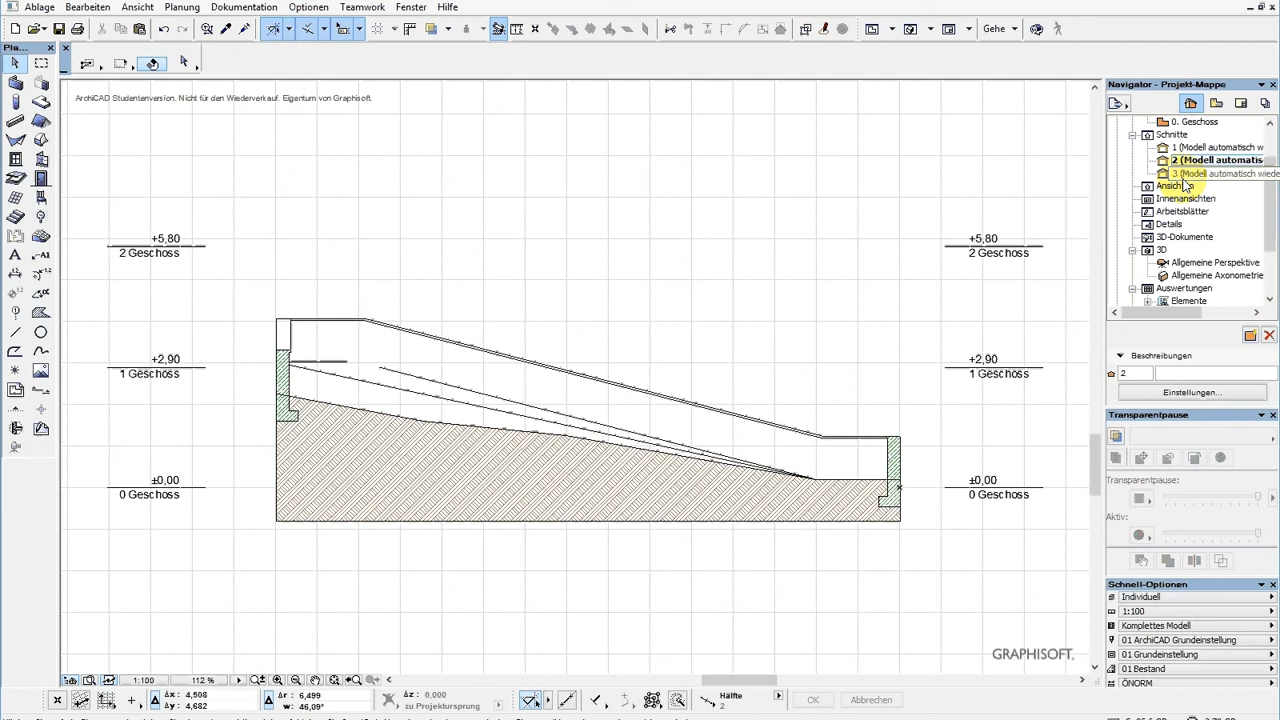 Ablage Bearbeiten Ansicht Planung Dokumentation Optionen Teamwork Fenster Hilfe
Gehe
Pla...
Navigator - Projekt-Mappe
ArchiCAD Studentenversion. Nicht für den Wiederverkauf. Eigentum von Graphisoft.
0. Geschoss
Schnitte
1 (Modell automatisch w
2 (Modell automatis
3 (Modell automatisch wiede
Ansichten
Innenansichten
Arbeitsblätter
Details
3D-Dokumente
3D
Allgemeine Perspektive
Allgemeine Axonometrie
Auswertungen
Elemente
Beschreibungen
2
Einstellungen...
Transparentpause
Transparentpause:
Aktiv:
Schnell-Optionen
Individuell
1:100
Komplettes Modell
01 ArchiCAD Grundeinstellung
01 Grundeinstellung
01 Bestand
ÖNORM
+5,80
2 Geschoss
+5,80
2 Geschoss
+2,90
1 Geschoss
+2,90
1 Geschoss
±0,00
0 Geschoss
±0,00
0 Geschoss
GRAPHISOFT.
1:100 112 %
Δx: 4,508
Δy: 4,682
Δr: 6,499
α: 46,09°
Δz: 0,000
zu Projektursprung
Hälfte
2
OK
Abbrechen